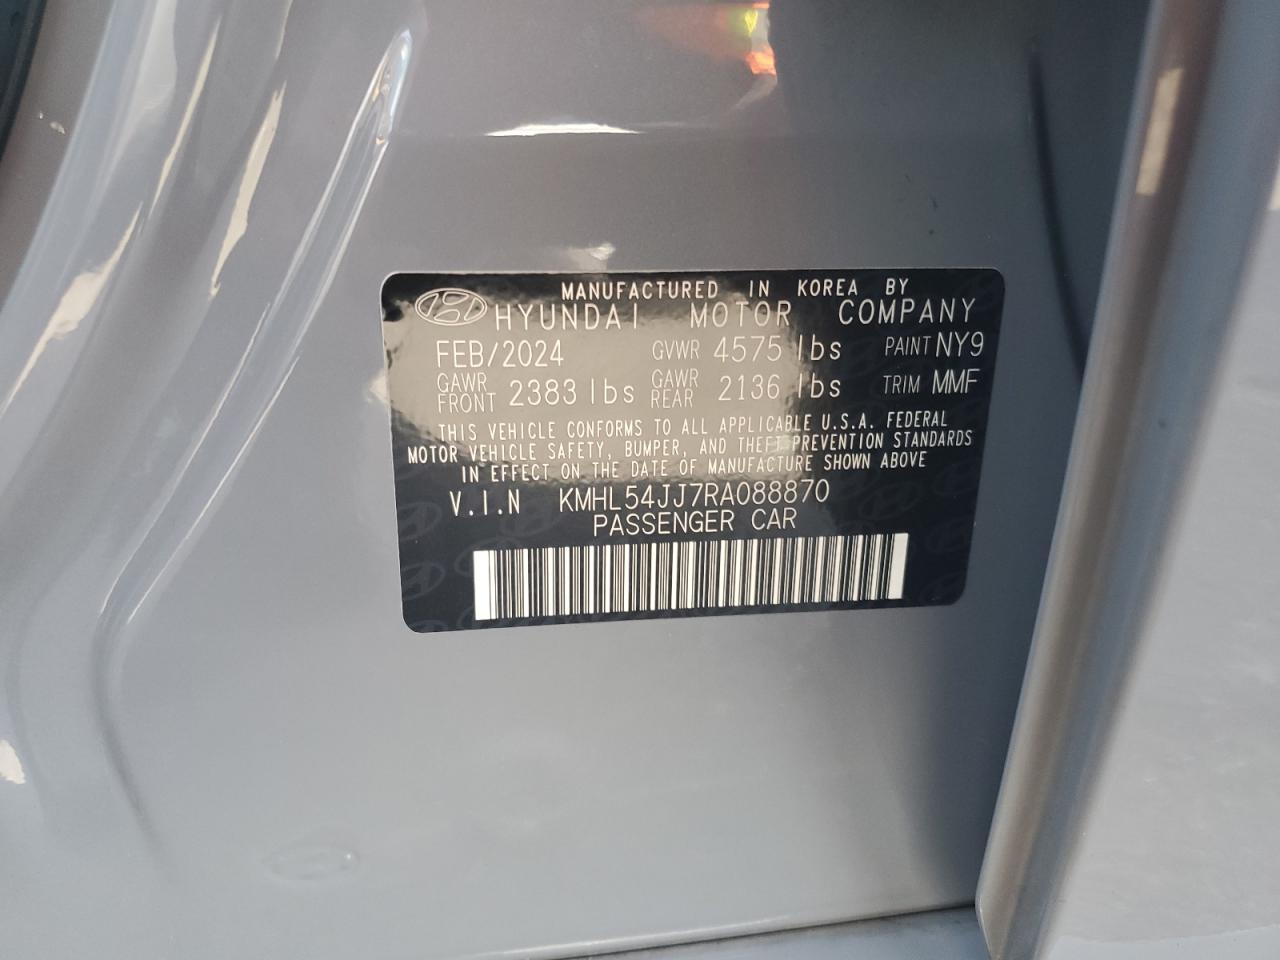 MANUFACTURED IN KOREA BY
HYUNDAI MOTOR COMPANY
FEB/2024 GVWR 4575 lbs PAINT NY9
GAWR FRONT 2383 lbs GAWR REAR 2136 lbs TRIM MMF
THIS VEHICLE CONFORMS TO ALL APPLICABLE U.S.A. FEDERAL
MOTOR VEHICLE SAFETY, BUMPER, AND THEFT PREVENTION STANDARDS
IN EFFECT ON THE DATE OF MANUFACTURE SHOWN ABOVE
V.I.N KMHL54JJ7RA088870
PASSENGER CAR